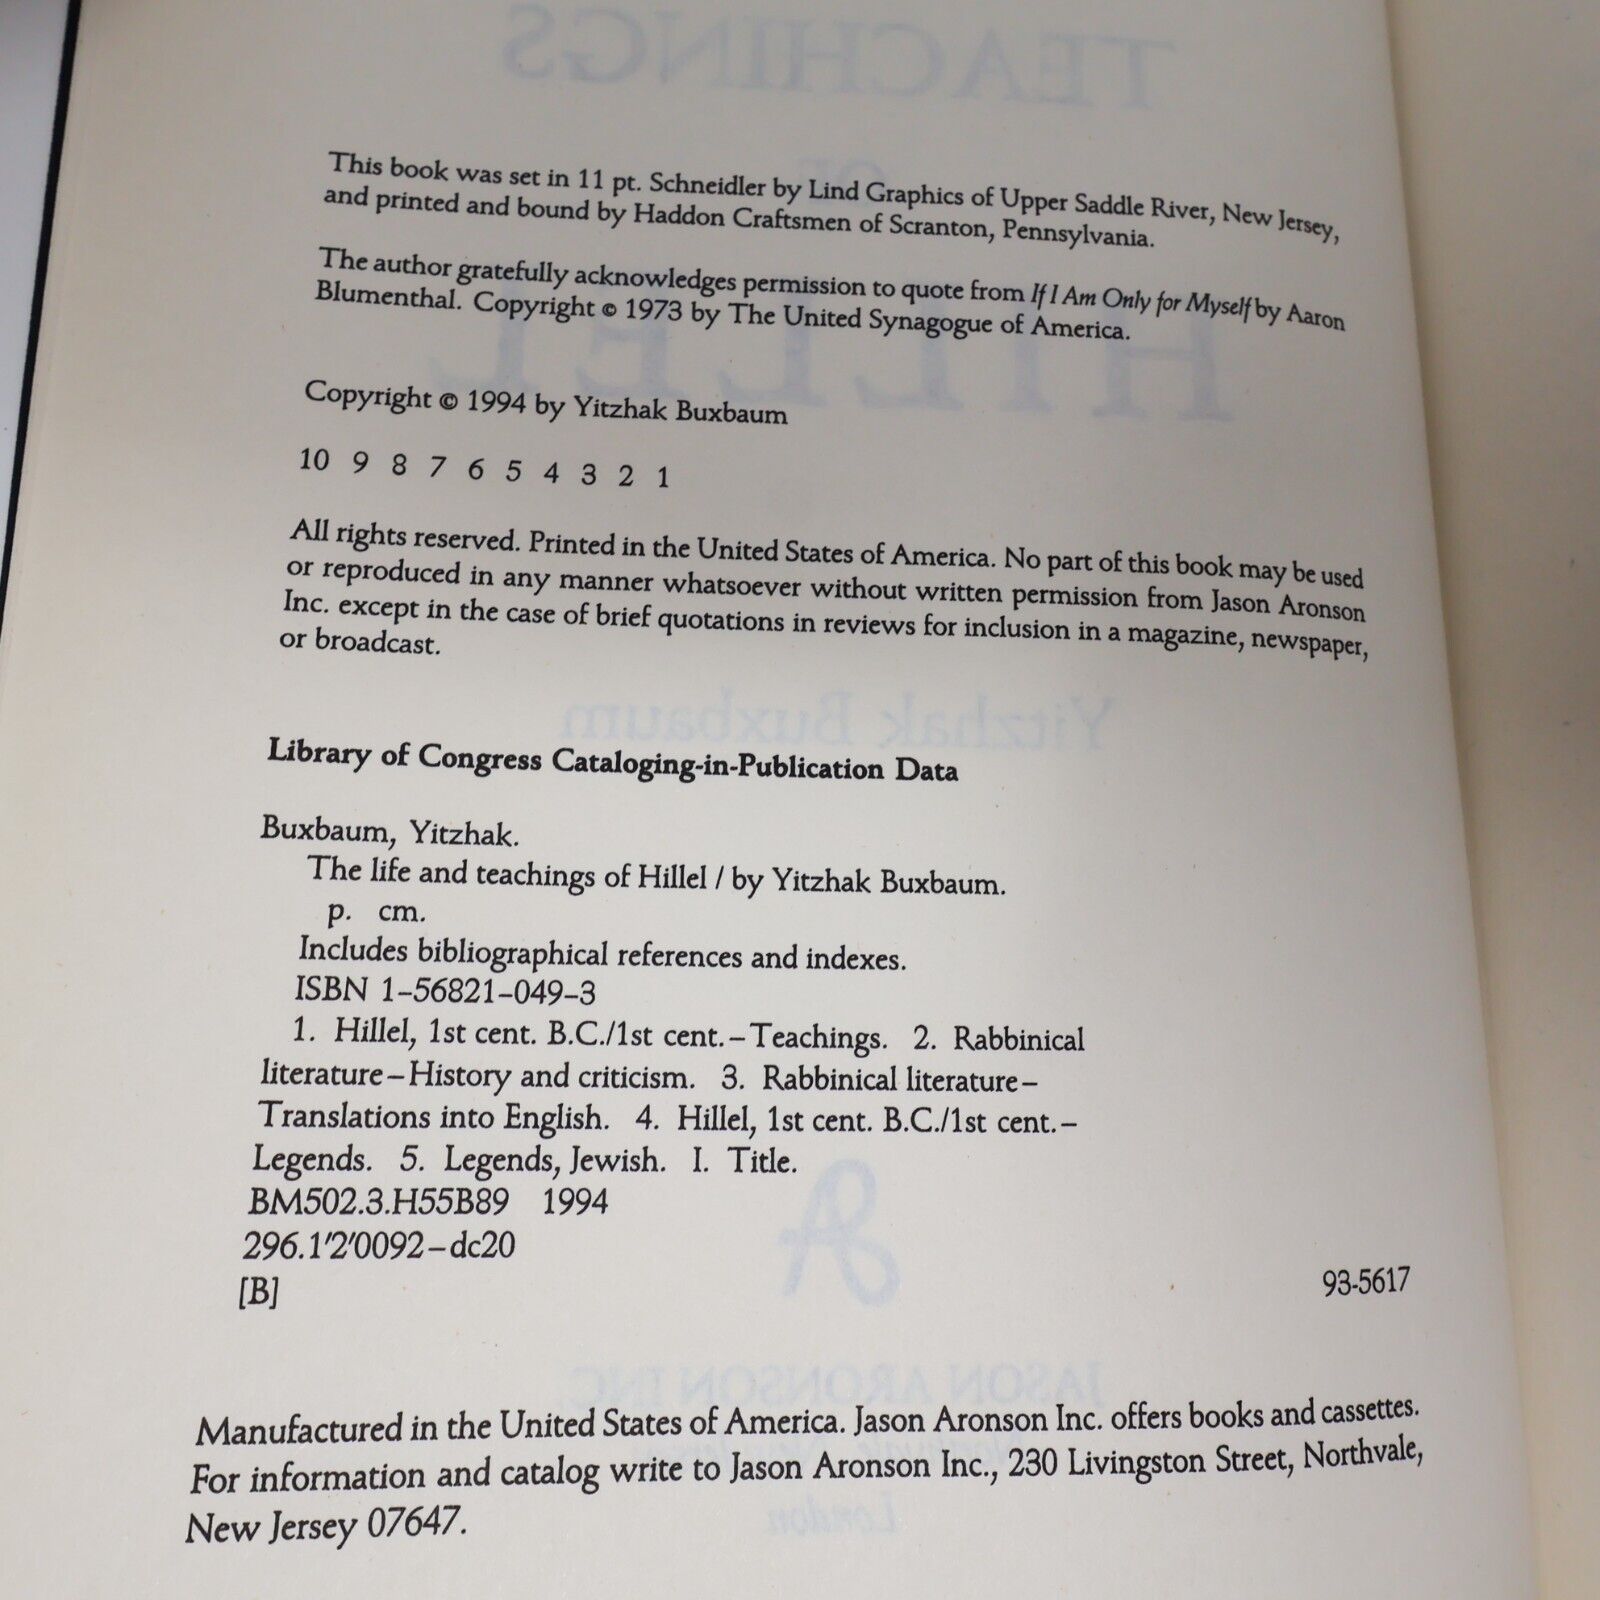 This book was set in 11 pt. Schneidler by Lind Graphics of Upper Saddle River, New Jersey,
and printed and bound by Haddon Craftsmen of Scranton, Pennsylvania.
The author gratefully acknowledges permission to quote from If I Am Only for Myself by Aaron
Blumenthal. Copyright © 1973 by The United Synagogue of America.
Copyright © 1994 by Yitzhak Buxbaum
10 9 8 7 6 5 4 3 2 1
All rights reserved. Printed in the United States of America. No part of this book may be used
or reproduced in any manner whatsoever without written permission from Jason Aronson
Inc. except in the case of brief quotations in reviews for inclusion in a magazine, newspaper,
or broadcast.
Library of Congress Cataloging-in-Publication Data
Buxbaum, Yitzhak.
The life and teachings of Hillel / by Yitzhak Buxbaum.
p. cm.
Includes bibliographical references and indexes.
ISBN 1–56821–049–3
1. Hillel, 1st cent. B.C./1st cent.–Teachings. 2. Rabbinical
literature–History and criticism. 3. Rabbinical literature–
Translations into English. 4. Hillel, 1st cent. B.C./1st cent.–
Legends. 5. Legends, Jewish. I. Title.
BM502.3.H55B89 1994
296.1'2'0092–dc20
[B] 93-5617
Manufactured in the United States of America. Jason Aronson Inc. offers books and cassettes.
For information and catalog write to Jason Aronson Inc., 230 Livingston Street, Northvale,
New Jersey 07647.